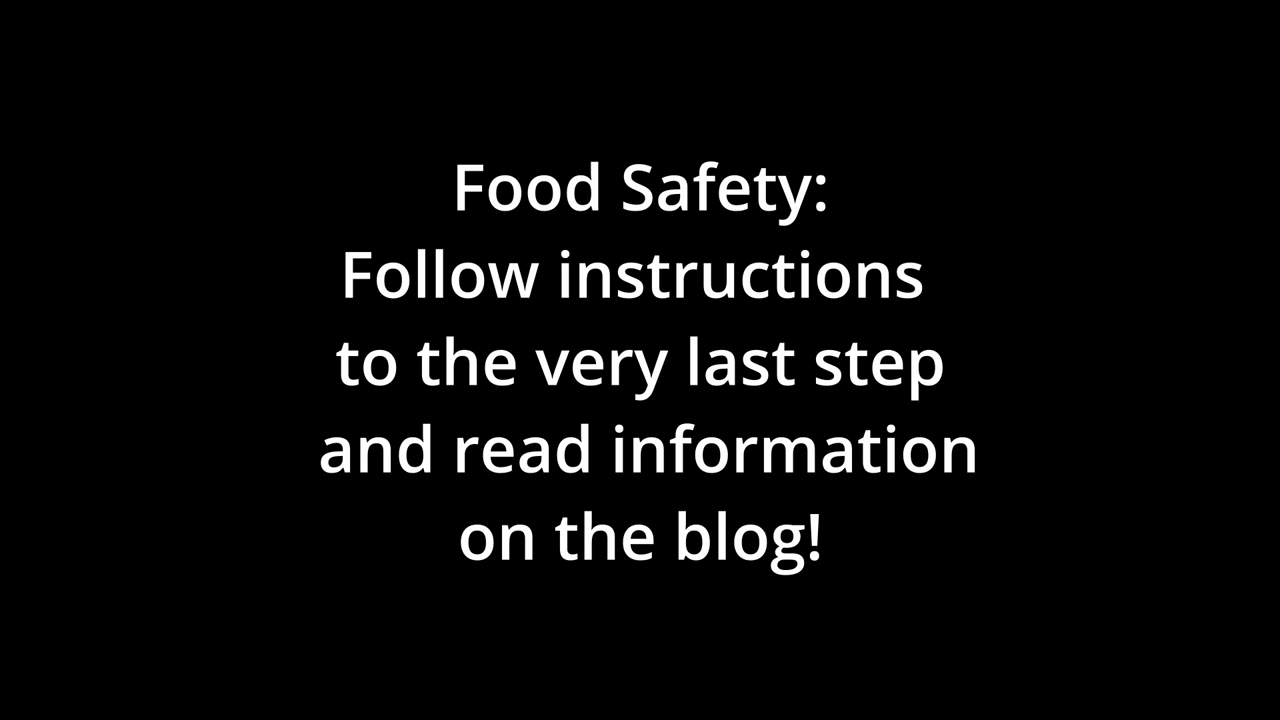 Food Safety:
Follow instructions
to the very last step
and read information
on the blog!